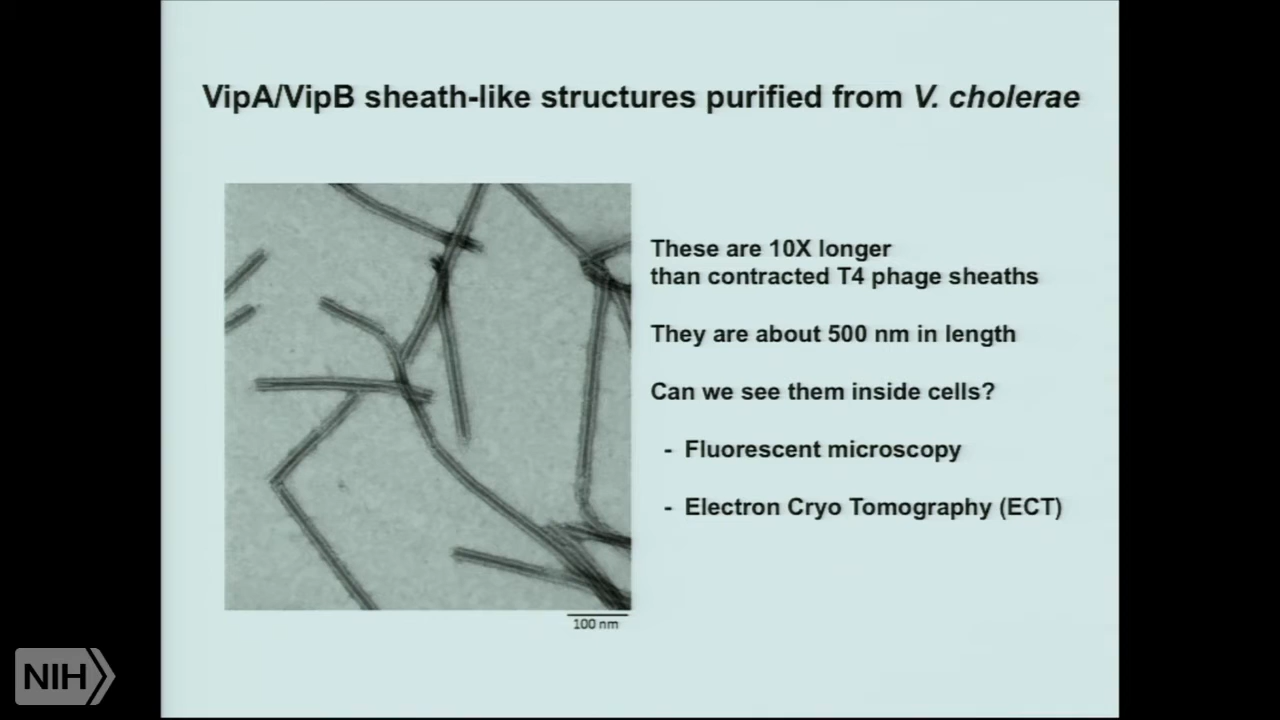 VipA/VipB sheath-like structures purified from V. cholerae
These are 10X longer
than contracted T4 phage sheaths
They are about 500 nm in length
Can we see them inside cells?
- Fluorescent microscopy
- Electron Cryo Tomography (ECT)
100 nm
NIH